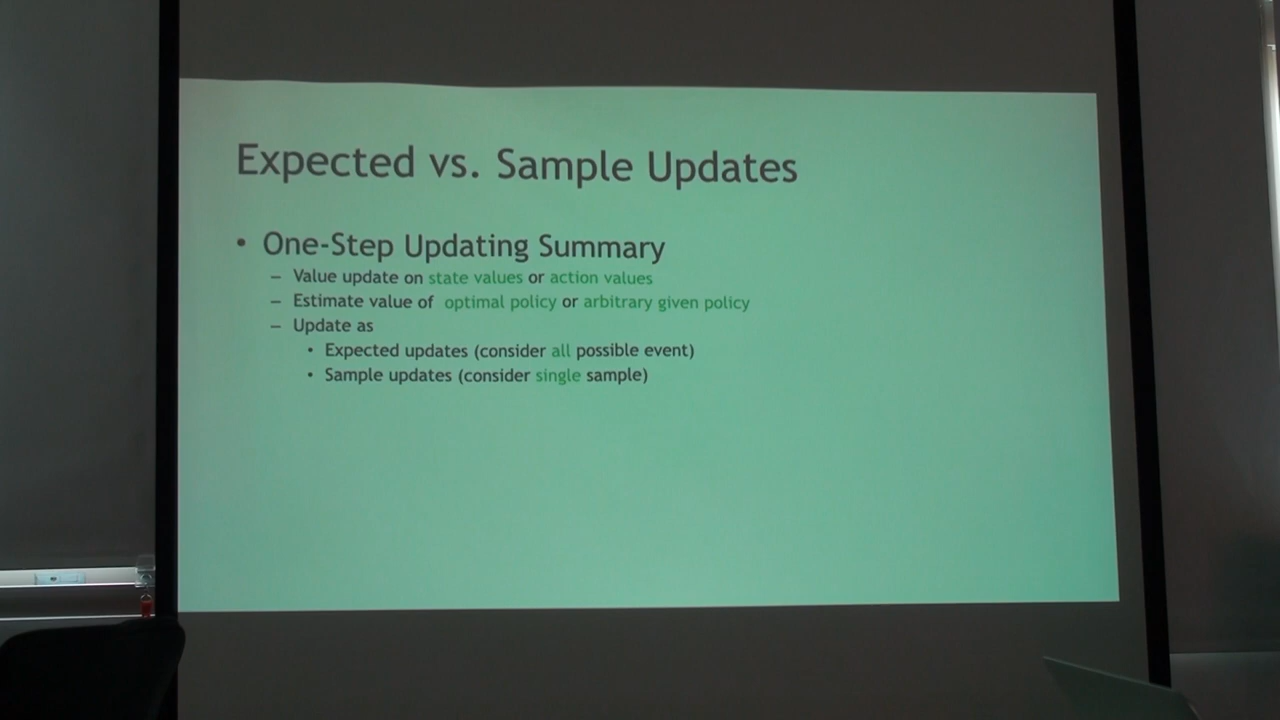 Expected vs. Sample Updates
• One-Step Updating Summary
– Value update on state values or action values
– Estimate value of optimal policy or arbitrary given policy
– Update as
• Expected updates (consider all possible event)
• Sample updates (consider single sample)